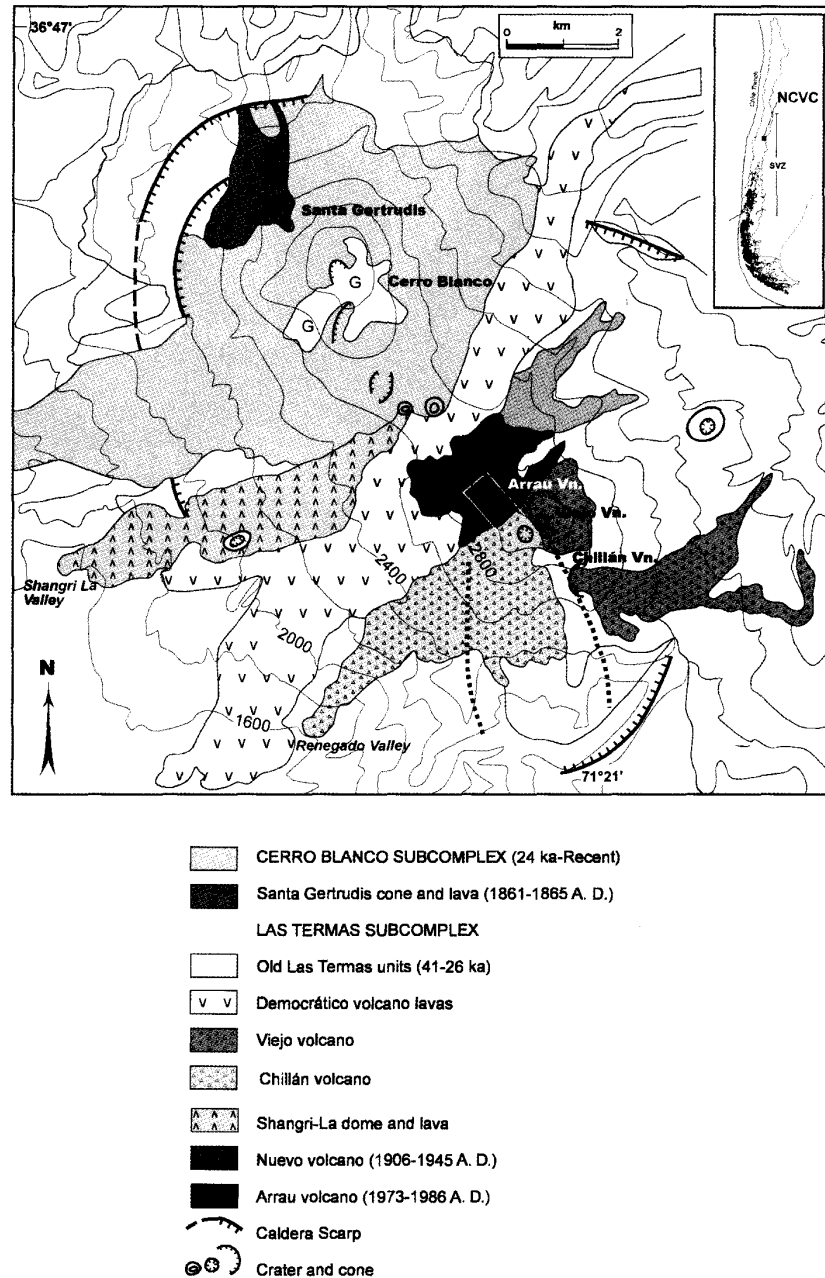 36°47'
km
0 2
Chile Trench
NCVC
SVZ
Santa Gertrudis
G
Cerro Blanco
G
Arrau Vn.
Vn.
Chillán Vn.
2800
2400
Shangri La
Valley
2000
N
1600
Renegado Valley
71°21'
CERRO BLANCO SUBCOMPLEX (24 ka-Recent)
Santa Gertrudis cone and lava (1861-1865 A. D.)
LAS TERMAS SUBCOMPLEX
Old Las Termas units (41-26 ka)
V V Democrático volcano lavas
Viejo volcano
Chillán volcano
Shangri-La dome and lava
Nuevo volcano (1906-1945 A. D.)
Arrau volcano (1973-1986 A. D.)
Caldera Scarp
Crater and cone